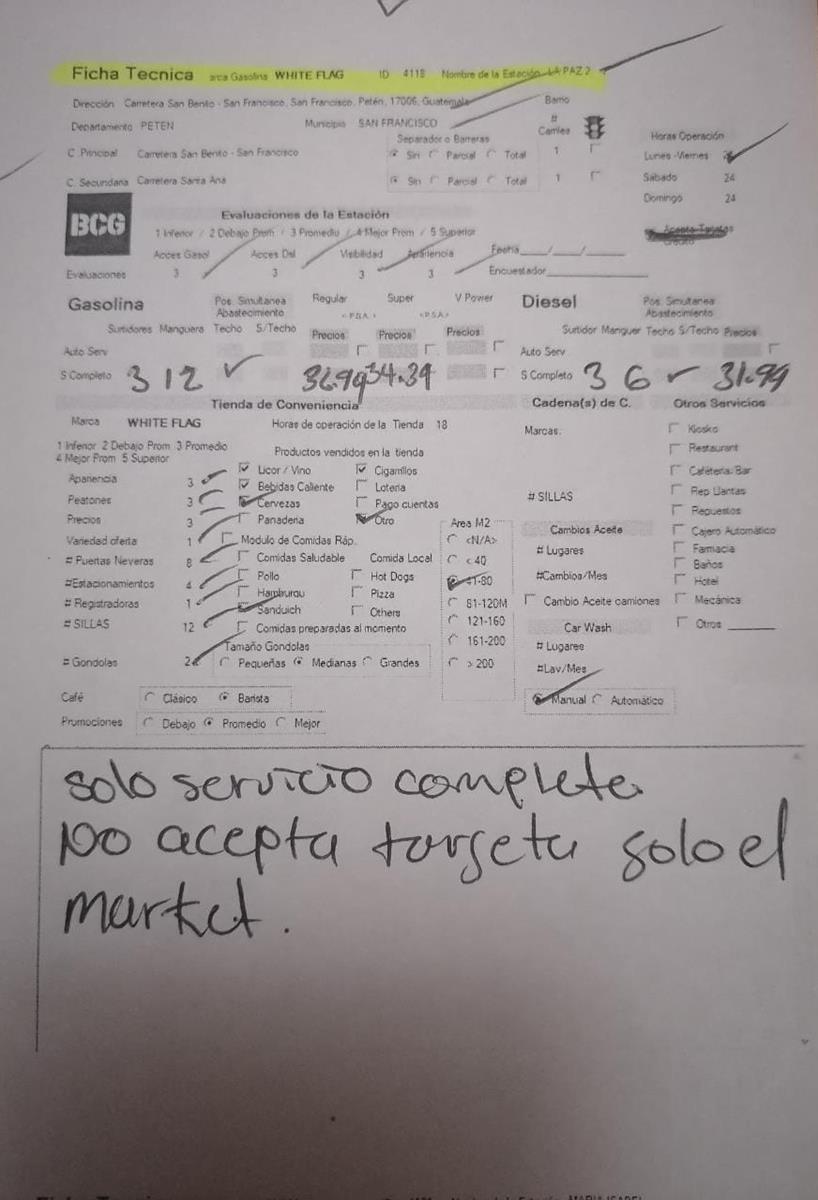 Ficha Tecnica arca Gasolina WHITE FLAG ID 4118 Nombre de la Estación LA PAZ 2
Dirección Carretera San Benito - San Francisco, San Francisco, Petén, 17006, Guatemala Barrio
Departamento PETEN Municipio SAN FRANCISCO # Carriles
Separador o Barreras Horas Operación
C. Principal Carretera San Benito - San Francisco Sin Parcial Total 1 Lunes -Viernes
C. Secundaria Carretera Santa Ana Sin Parcial Total 1 Sabado 24
Domingo 24
BCG Evaluaciones de la Estación
1 Inferior / 2 Debajo Prom / 3 Promedio / 4 Mejor Prom / 5 Superior Acepta Tarjetas
Acces Gasol Acces Dsl Visibilidad Apariencia Fecha___/___/___
Evaluaciones 3 3 3 3 Encuestador
Gasolina Pos. Simultanea Abastecimiento Regular Super V Power Diesel Pos. Simultanea Abastecimiento
Surtidores Manguera Techo S/Techo Precios Precios Precios Surtidor Manguer Techo S/Techo Precios
Auto Serv Auto Serv
S Completo 3 12 34.39 S Completo 3 6 31.99
Tienda de Conveniencia Cadena(s) de C. Otros Servicios
Marca WHITE FLAG Horas de operación de la Tienda 18 Marcas: Kiosko
1 Inferior 2 Debajo Prom 3 Promedio
4 Mejor Prom 5 Superior Productos vendidos en la tienda Restaurant
Apariencia 3 Licor / Vino Cigarrillos Cafeteria/Bar
Peatones 3 Bebidas Caliente Loteria # SILLAS Rep Llantas
Precios 3 Cervezas Pago cuentas Repuestos
Variedad oferta 1 Panaderia Otro Area M2 Cambios Aceite Cajero Automático
Modulo de Comidas Ráp. <N/A> # Lugares Farmacia
# Puertas Neveras 8 Comidas Saludable Comida Local < 40 Baños
#Estacionamientos 4 Pollo Hot Dogs 41-80 #Cambios/Mes Hotel
# Registradoras 1 Hamburgu Pizza 81-120M Cambio Aceite camiones Mecánica
# SILLAS 12 Sanduich Others 121-160 Car Wash Otros
Comidas preparadas al momento 161-200 # Lugares
Tamaño Gondolas
# Gondolas 2 Pequeñas Medianas Grandes > 200 #Lav/Mes
Café Clásico Barista Manual Automático
Promociones Debajo Promedio Mejor
solo servicio complete.
No acepta targeta solo el
market.